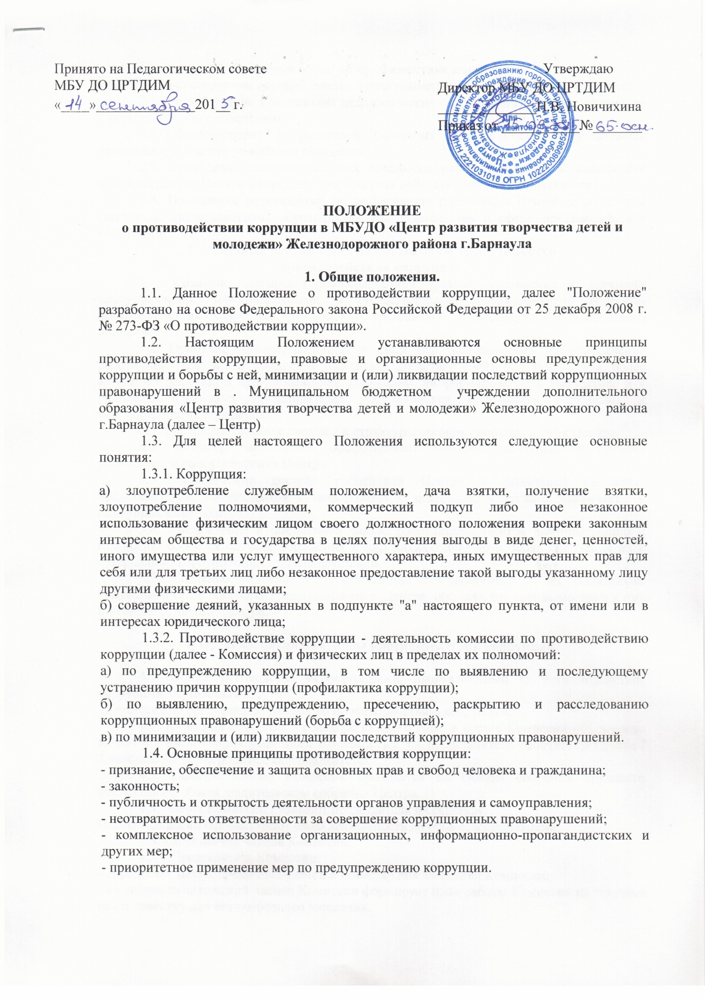 Принято на Педагогическом совете
МБУ ДО ЦРТДИМ
«14» сентября 2015 г.
Утверждаю
Директор МБУ ДО ЦРТДИМ
Н.В. Новичихина
Приказ от 15.09.2015 № 65-осн.
Для
документов
ИНН 2221031018 ОГРН 1022200899852
ПОЛОЖЕНИЕ
о противодействии коррупции в МБУДО «Центр развития творчества детей и
молодежи» Железнодорожного района г.Барнаула
1. Общие положения.
1.1. Данное Положение о противодействии коррупции, далее "Положение"
разработано на основе Федерального закона Российской Федерации от 25 декабря 2008 г.
№ 273-ФЗ «О противодействии коррупции».
1.2. Настоящим Положением устанавливаются основные принципы
противодействия коррупции, правовые и организационные основы предупреждения
коррупции и борьбы с ней, минимизации и (или) ликвидации последствий коррупционных
правонарушений в . Муниципальном бюджетном учреждении дополнительного
образования «Центр развития творчества детей и молодежи» Железнодорожного района
г.Барнаула (далее – Центр)
1.3. Для целей настоящего Положения используются следующие основные
понятия:
1.3.1. Коррупция:
а) злоупотребление служебным положением, дача взятки, получение взятки,
злоупотребление полномочиями, коммерческий подкуп либо иное незаконное
использование физическим лицом своего должностного положения вопреки законным
интересам общества и государства в целях получения выгоды в виде денег, ценностей,
иного имущества или услуг имущественного характера, иных имущественных прав для
себя или для третьих лиц либо незаконное предоставление такой выгоды указанному лицу
другими физическими лицами;
б) совершение деяний, указанных в подпункте "а" настоящего пункта, от имени или в
интересах юридического лица;
1.3.2. Противодействие коррупции - деятельность комиссии по противодействию
коррупции (далее - Комиссия) и физических лиц в пределах их полномочий:
а) по предупреждению коррупции, в том числе по выявлению и последующему
устранению причин коррупции (профилактика коррупции);
б) по выявлению, предупреждению, пресечению, раскрытию и расследованию
коррупционных правонарушений (борьба с коррупцией);
в) по минимизации и (или) ликвидации последствий коррупционных правонарушений.
1.4. Основные принципы противодействия коррупции:
- признание, обеспечение и защита основных прав и свобод человека и гражданина;
- законность;
- публичность и открытость деятельности органов управления и самоуправления;
- неотвратимость ответственности за совершение коррупционных правонарушений;
- комплексное использование организационных, информационно-пропагандистских и
других мер;
- приоритетное применение мер по предупреждению коррупции.